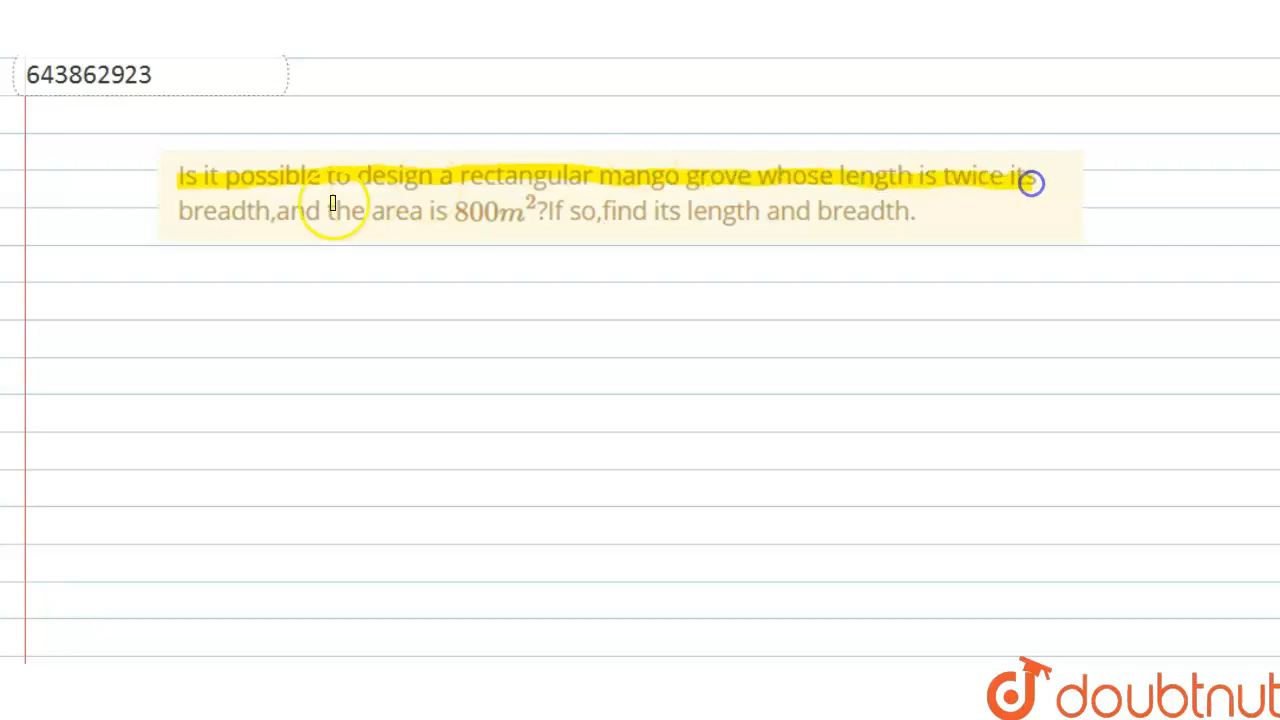 643862923
Is it possible to design a rectangular mango grove whose length is twice its
breadth,and the area is 800m²?If so,find its length and breadth.
doubtnut